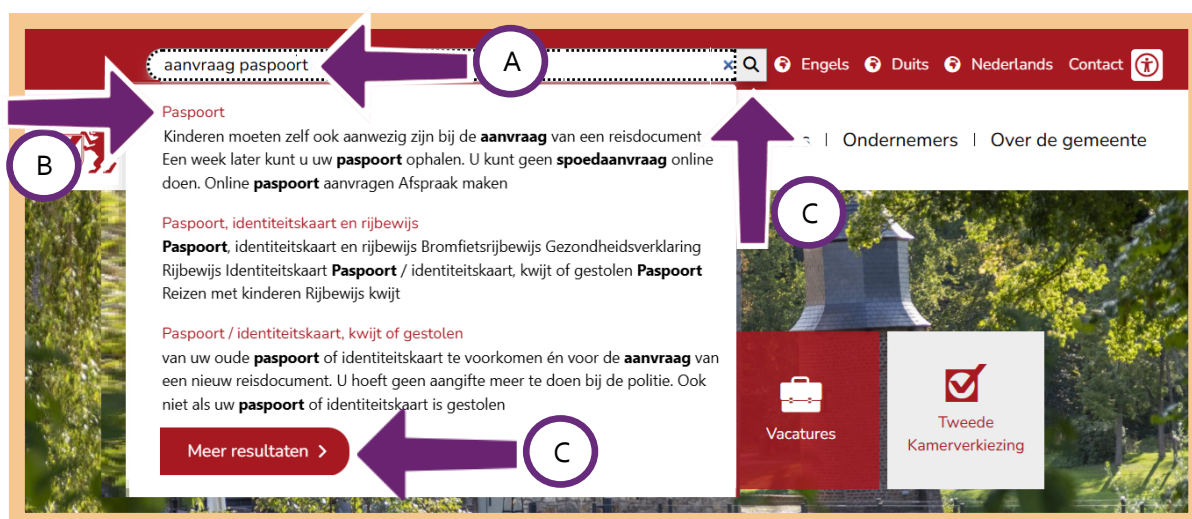 A
aanvraag paspoort
Engels Duits Nederlands Contact
Paspoort
Kinderen moeten zelf ook aanwezig zijn bij de aanvraag van een reisdocument
Een week later kunt u uw paspoort ophalen. U kunt geen spoedaanvraag online
doen. Online paspoort aanvragen Afspraak maken
B
s | Ondernemers | Over de gemeente
C
Paspoort, identiteitskaart en rijbewijs
Paspoort, identiteitskaart en rijbewijs Bromfietsrijbewijs Gezondheidsverklaring
Rijbewijs Identiteitskaart Paspoort / identiteitskaart, kwijt of gestolen Paspoort
Reizen met kinderen Rijbewijs kwijt
Paspoort / identiteitskaart, kwijt of gestolen
van uw oude paspoort of identiteitskaart te voorkomen én voor de aanvraag van
een nieuw reisdocument. U hoeft geen aangifte meer te doen bij de politie. Ook
niet als uw paspoort of identiteitskaart is gestolen
Meer resultaten
C
Vacatures
Tweede
Kamerverkiezing